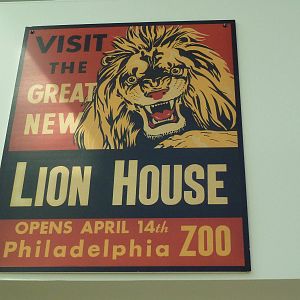 VISIT
THE
GREAT
NEW
LION HOUSE
OPENS APRIL 14th
Philadelphia ZOO